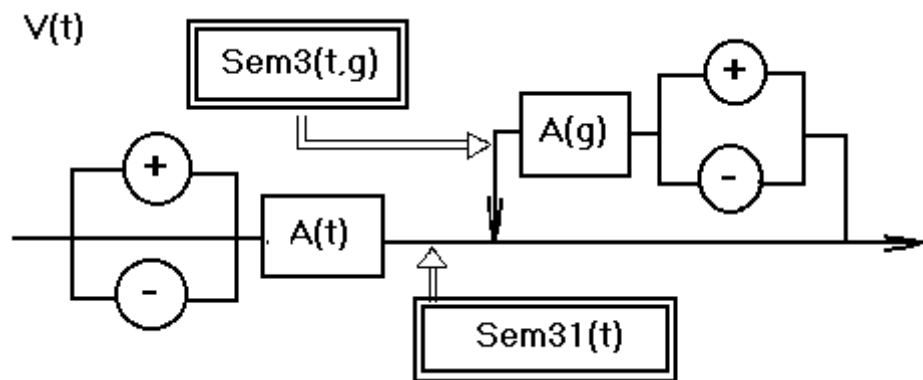 V(t)
Sem3(t,g)
+
A(g)
-
+
A(t)
-
Sem31(t)